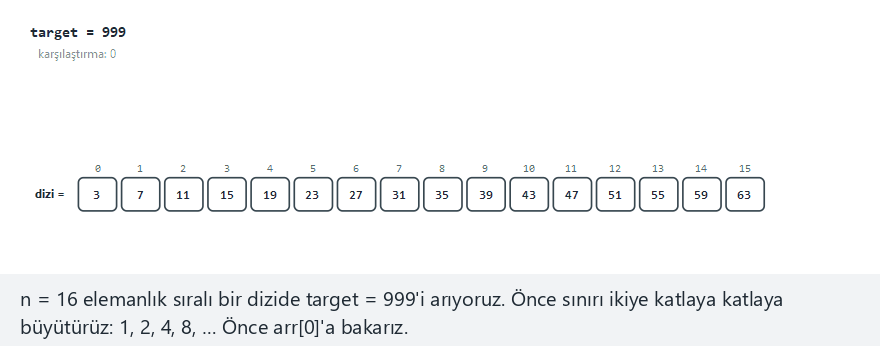 target = 999
karşılaştırma: 0
0 1 2 3 4 5 6 7 8 9 10 11 12 13 14 15
dizi = 3 7 11 15 19 23 27 31 35 39 43 47 51 55 59 63
n = 16 elemanlık sıralı bir dizide target = 999'i arıyoruz. Önce sınırı ikiye katlaya katlaya
büyütürüz: 1, 2, 4, 8, … Önce arr[0]'a bakarız.